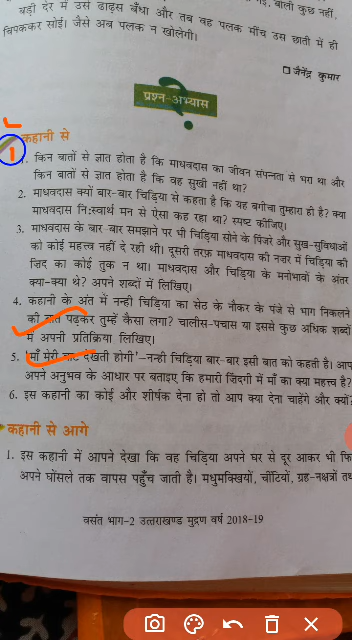 बड़ी देर में उसे ढाढ़स बँधा और तब वह पलक मींच उस छाती में ही
चिपककर सोई। जैसे अब पलक न खोलेगी।
जैनेंद्र कुमार
?
प्रश्न-अभ्यास
कहानी से
1
1. किन बातों से ज्ञात होता है कि माधवदास का जीवन संपन्नता से भरा था और
किन बातों से ज्ञात होता है कि वह सुखी नहीं था?
2. माधवदास क्यों बार-बार चिड़िया से कहता है कि यह बगीचा तुम्हारा ही है? क्या
माधवदास निःस्वार्थ मन से ऐसा कह रहा था? स्पष्ट कीजिए।
3. माधवदास के बार-बार समझाने पर भी चिड़िया सोने के पिंजरे और सुख-सुविधाओं
को कोई महत्त्व नहीं दे रही थी। दूसरी तरफ़ माधवदास की नज़र में चिड़िया की
ज़िद का कोई तुक न था। माधवदास और चिड़िया के मनोभावों के अंतर
क्या-क्या थे? अपने शब्दों में लिखिए।
4. कहानी के अंत में नन्ही चिड़िया का सेठ के नौकर के पंजे से भाग निकलने
की बात पढ़कर तुम्हें कैसा लगा? चालीस-पचास या इससे कुछ अधिक शब्दों
में अपनी प्रतिक्रिया लिखिए।
5. 'माँ मेरी बाट देखती होगी'-नन्ही चिड़िया बार-बार इसी बात को कहती है। आप
अपने अनुभव के आधार पर बताइए कि हमारी ज़िंदगी में माँ का क्या महत्त्व है?
6. इस कहानी का कोई और शीर्षक देना हो तो आप क्या देना चाहेंगे और क्यों?
कहानी से आगे
1. इस कहानी में आपने देखा कि वह चिड़िया अपने घर से दूर आकर भी फि
अपने घोंसले तक वापस पहुँच जाती है। मधुमक्खियों, चींटियों, ग्रह-नक्षत्रों तथ
वसंत भाग-2 उत्तराखण्ड मुद्रण वर्ष 2018-19